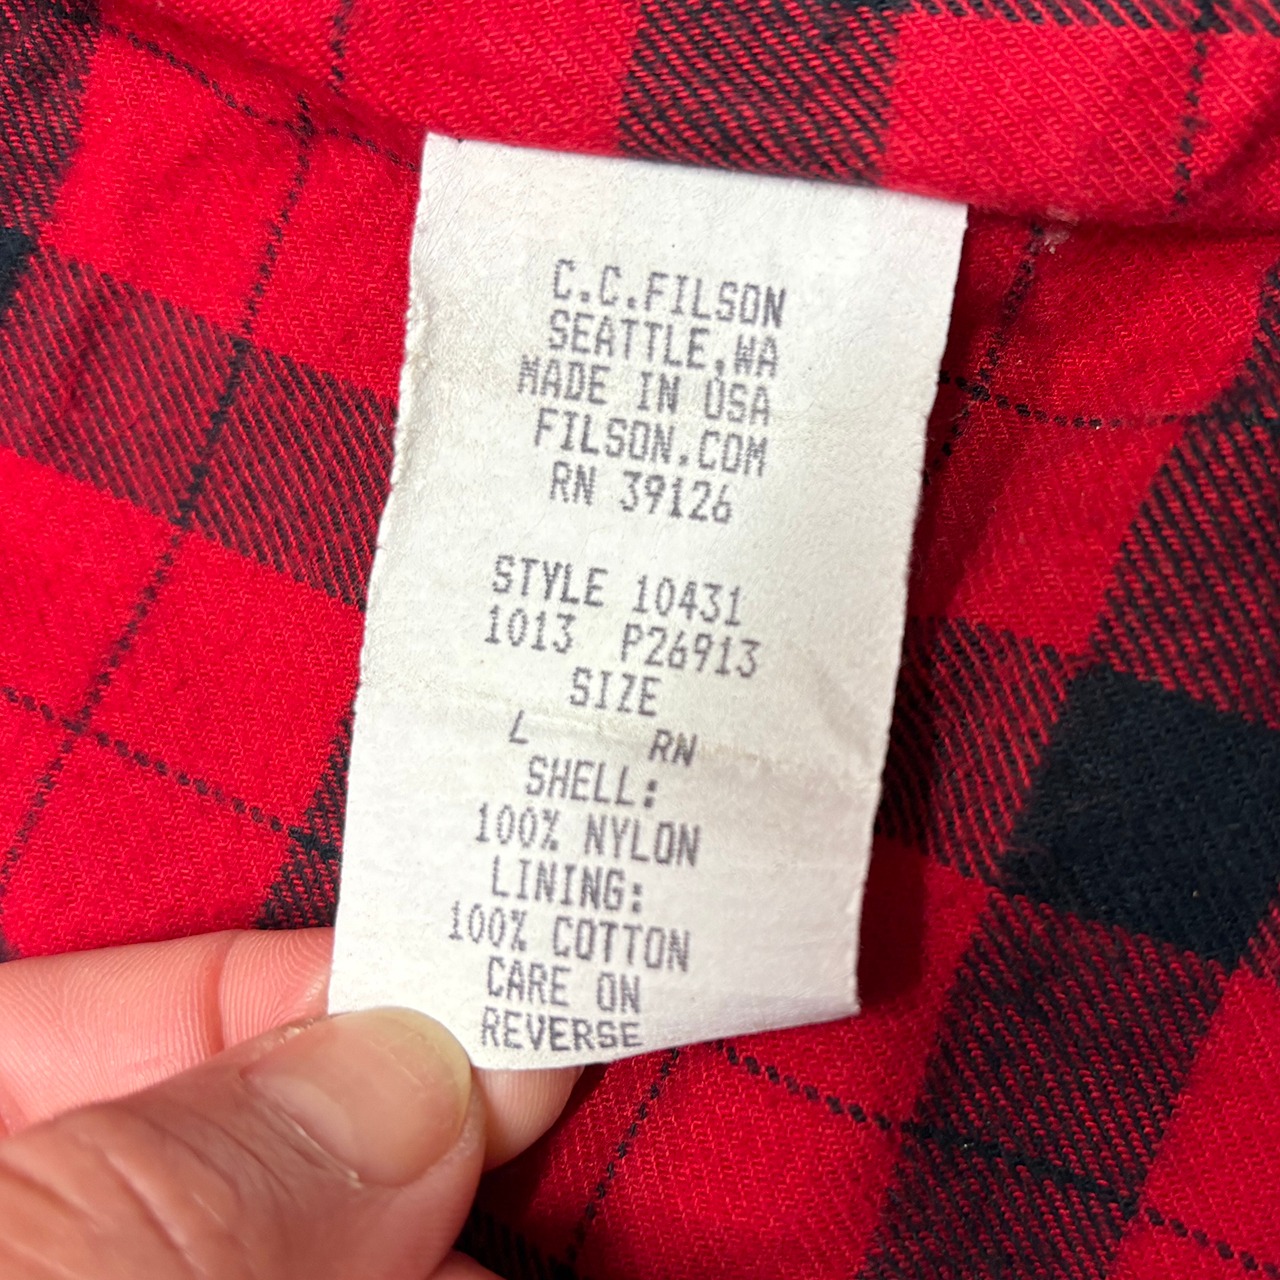 C.C.FILSON
SEATTLE,WA
MADE IN USA
FILSON.COM
RN 39126
STYLE 10431
1013 P26913
SIZE
L RN
SHELL:
100% NYLON
LINING:
100% COTTON
CARE ON
REVERSE